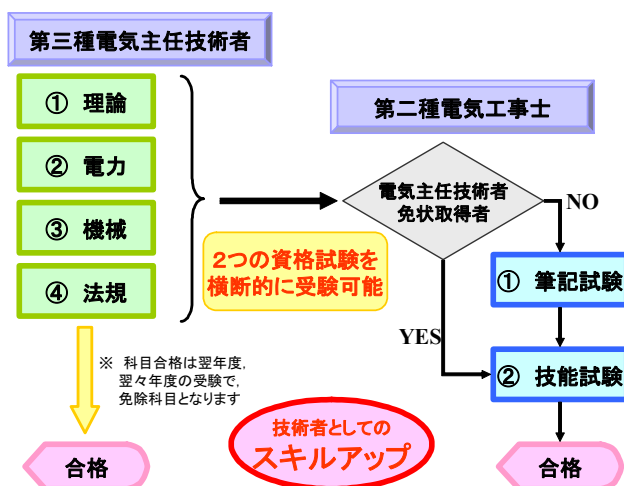 第三種電気主任技術者
① 理論
② 電力
③ 機械
④ 法規
※ 科目合格は翌年度,
翌々年度の受験で,
免除科目となります
合格
2つの資格試験を
横断的に受験可能
技術者としての
スキルアップ
第二種電気工事士
電気主任技術者
免状取得者
NO
YES
① 筆記試験
② 技能試験
合格